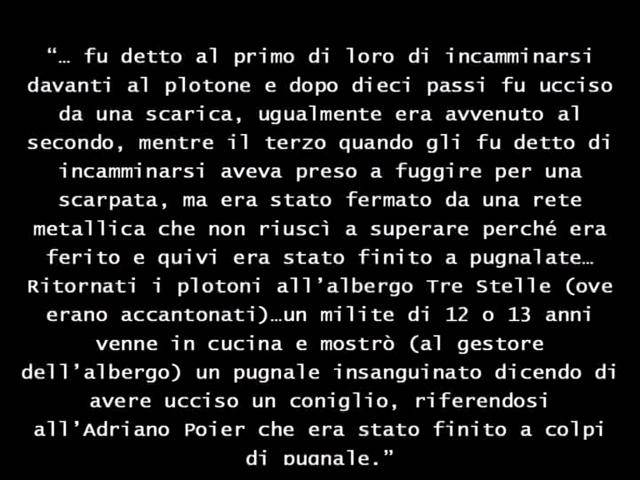 “… fu detto al primo di loro di incamminarsi
davanti al plotone e dopo dieci passi fu ucciso
da una scarica, ugualmente era avvenuto al
secondo, mentre il terzo quando gli fu detto di
incamminarsi aveva preso a fuggire per una
scarpata, ma era stato fermato da una rete
metallica che non riuscì a superare perché era
ferito e quivi era stato finito a pugnalate…
Ritornati i plotoni all’albergo Tre Stelle (ove
erano accantonati)…un milite di 12 o 13 anni
venne in cucina e mostrò (al gestore
dell’albergo) un pugnale insanguinato dicendo di
avere ucciso un coniglio, riferendosi
all’Adriano Poier che era stato finito a colpi
di pugnale.”